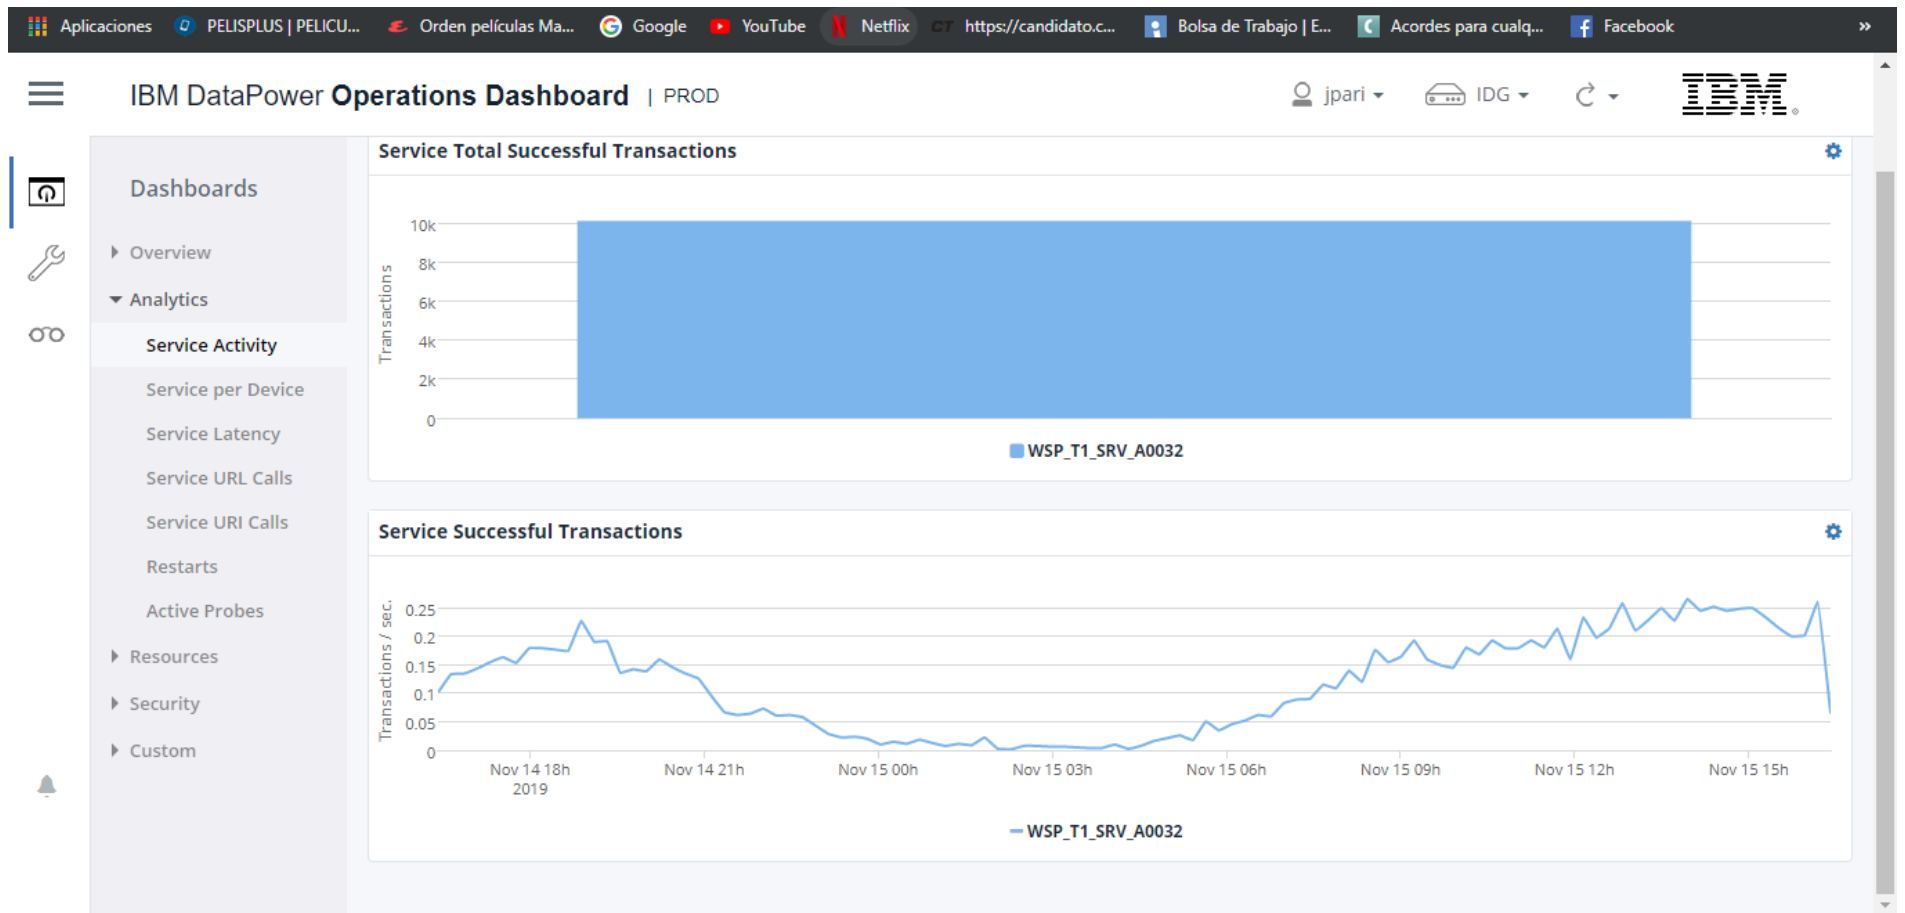 Aplicaciones PELISPLUS | PELICU... Orden películas Ma... Google YouTube Netflix CT https://candidato.c... Bolsa de Trabajo | E... Acordes para cualq... Facebook »
IBM DataPower Operations Dashboard | PROD jpari IDG IBM
Dashboards
Overview
Analytics
Service Activity
Service per Device
Service Latency
Service URL Calls
Service URI Calls
Restarts
Active Probes
Resources
Security
Custom
Service Total Successful Transactions
Transactions
10k
8k
6k
4k
2k
0
WSP_T1_SRV_A0032
Service Successful Transactions
Transactions / sec.
0.25
0.2
0.15
0.1
0.05
0
Nov 14 18h Nov 14 21h Nov 15 00h Nov 15 03h Nov 15 06h Nov 15 09h Nov 15 12h Nov 15 15h
2019
WSP_T1_SRV_A0032